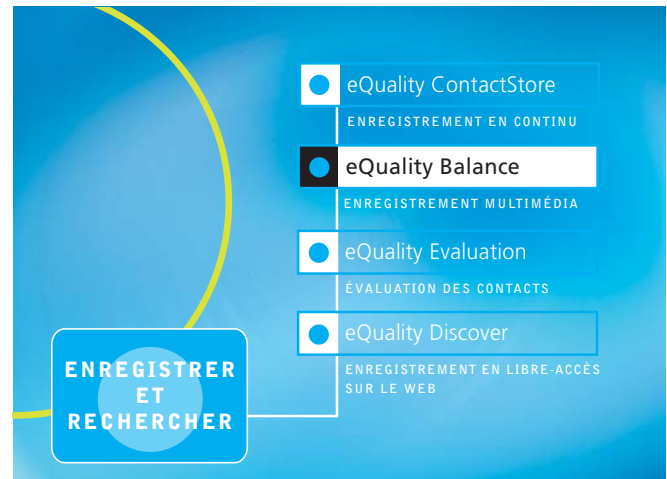 eQuality ContactStore
ENREGISTREMENT EN CONTINU
eQuality Balance
ENREGISTREMENT MULTIMÉDIA
eQuality Evaluation
ÉVALUATION DES CONTACTS
eQuality Discover
ENREGISTREMENT EN LIBRE-ACCÈS
SUR LE WEB
ENREGISTRER
ET
RECHERCHER